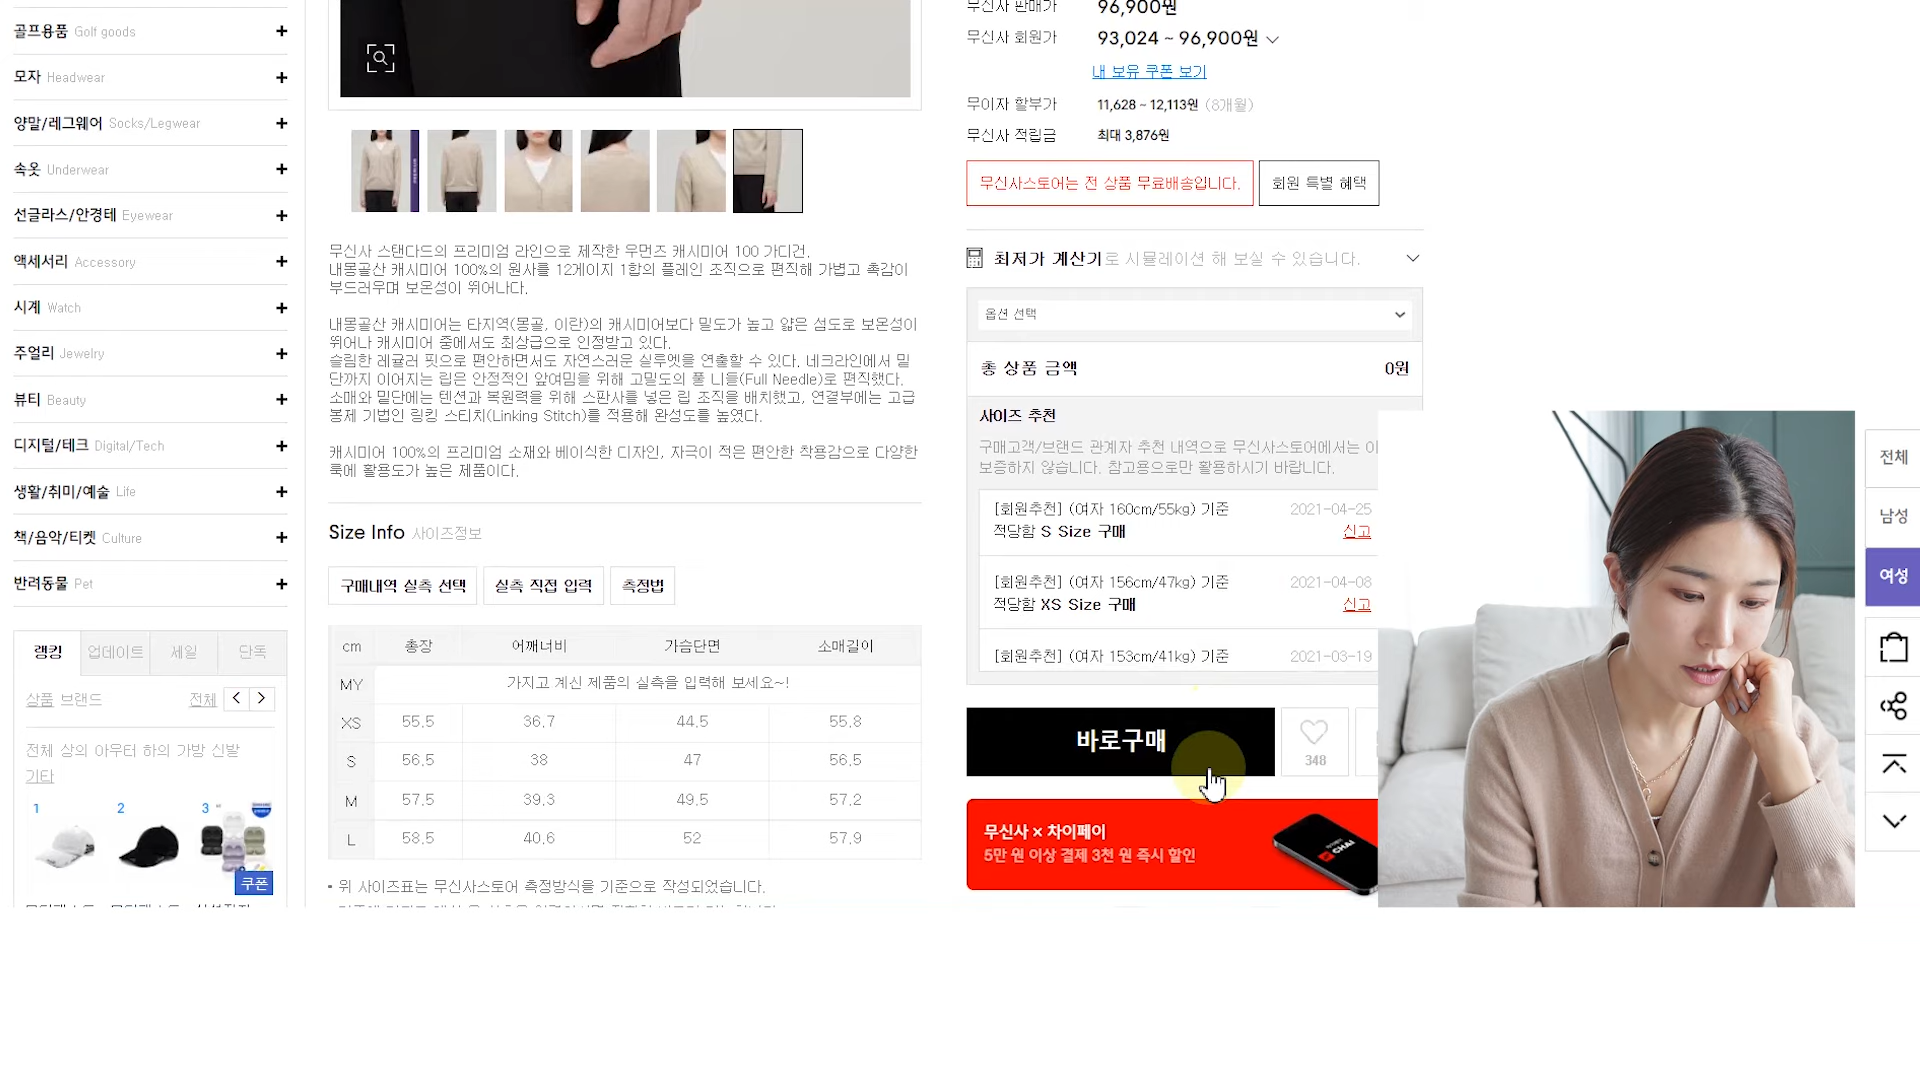 골프용품 Golf goods
모자 Headwear
양말/레그웨어 Socks/Legwear
속옷 Underwear
선글라스/안경테 Eyewear
액세서리 Accessory
시계 Watch
주얼리 Jewelry
뷰티 Beauty
디지털/테크 Digital/Tech
생활/취미/예술 Life
책/음악/티켓 Culture
반려동물 Pet
랭킹 업데이트 세일 단독
상품 브랜드 전체
전체 상의 아우터 하의 가방 신발
기타
1 2 3
쿠폰
무신사 스탠다드의 프리미엄 라인으로 제작한 우먼즈 캐시미어 100 가디건.
내몽골산 캐시미어 100%의 원사를 12게이지 1합의 플레인 조직으로 편직해 가볍고 촉감이
부드러우며 보온성이 뛰어나다.
내몽골산 캐시미어는 타지역(몽골, 이란)의 캐시미어보다 밀도가 높고 얇은 섬도로 보온성이
뛰어나 캐시미어 중에서도 최상급으로 인정받고 있다.
슬림한 레귤러 핏으로 편안하면서도 자연스러운 실루엣을 연출할 수 있다. 네크라인에서 밑
단까지 이어지는 립은 안정적인 앞여밈을 위해 고밀도의 풀 니들(Full Needle)로 편직했다.
소매와 밑단에는 텐션과 복원력을 위해 스판사를 넣은 립 조직을 배치했고, 연결부에는 고급
봉제 기법인 링킹 스티치(Linking Stitch)를 적용해 완성도를 높였다.
캐시미어 100%의 프리미엄 소재와 베이식한 디자인, 자극이 적은 편안한 착용감으로 다양한
룩에 활용도가 높은 제품이다.
Size Info 사이즈정보
구매내역 실측 선택 실측 직접 입력 측정법
cm 총장 어깨너비 가슴단면 소매길이
MY 가지고 계신 제품의 실측을 입력해 보세요~!
XS 55.5 36.7 44.5 55.8
S 56.5 38 47 56.5
M 57.5 39.3 49.5 57.2
L 58.5 40.6 52 57.9
• 위 사이즈표는 무신사스토어 측정방식을 기준으로 작성되었습니다.
무신사 판매가 96,900원
무신사 회원가 93,024 ~ 96,900원
내 보유 쿠폰 보기
무이자 할부가 11,628 ~ 12,113원 (8개월)
무신사 적립금 최대 3,876원
무신사스토어는 전 상품 무료배송입니다. 회원 특별 혜택
최저가 계산기로 시뮬레이션 해 보실 수 있습니다.
옵션 선택
총 상품 금액 0원
사이즈 추천
구매고객/브랜드 관계자 추천 내역으로 무신사스토어에서는 이
보증하지 않습니다. 참고용으로만 활용하시기 바랍니다.
[회원추천] (여자 160cm/55kg) 기준 2021-04-25
적당함 S Size 구매 신고
[회원추천] (여자 156cm/47kg) 기준 2021-04-08
적당함 XS Size 구매 신고
[회원추천] (여자 153cm/41kg) 기준 2021-03-19
바로구매
348
무신사 × 차이페이
5만 원 이상 결제 3천 원 즉시 할인
CHAI
전체
남성
여성